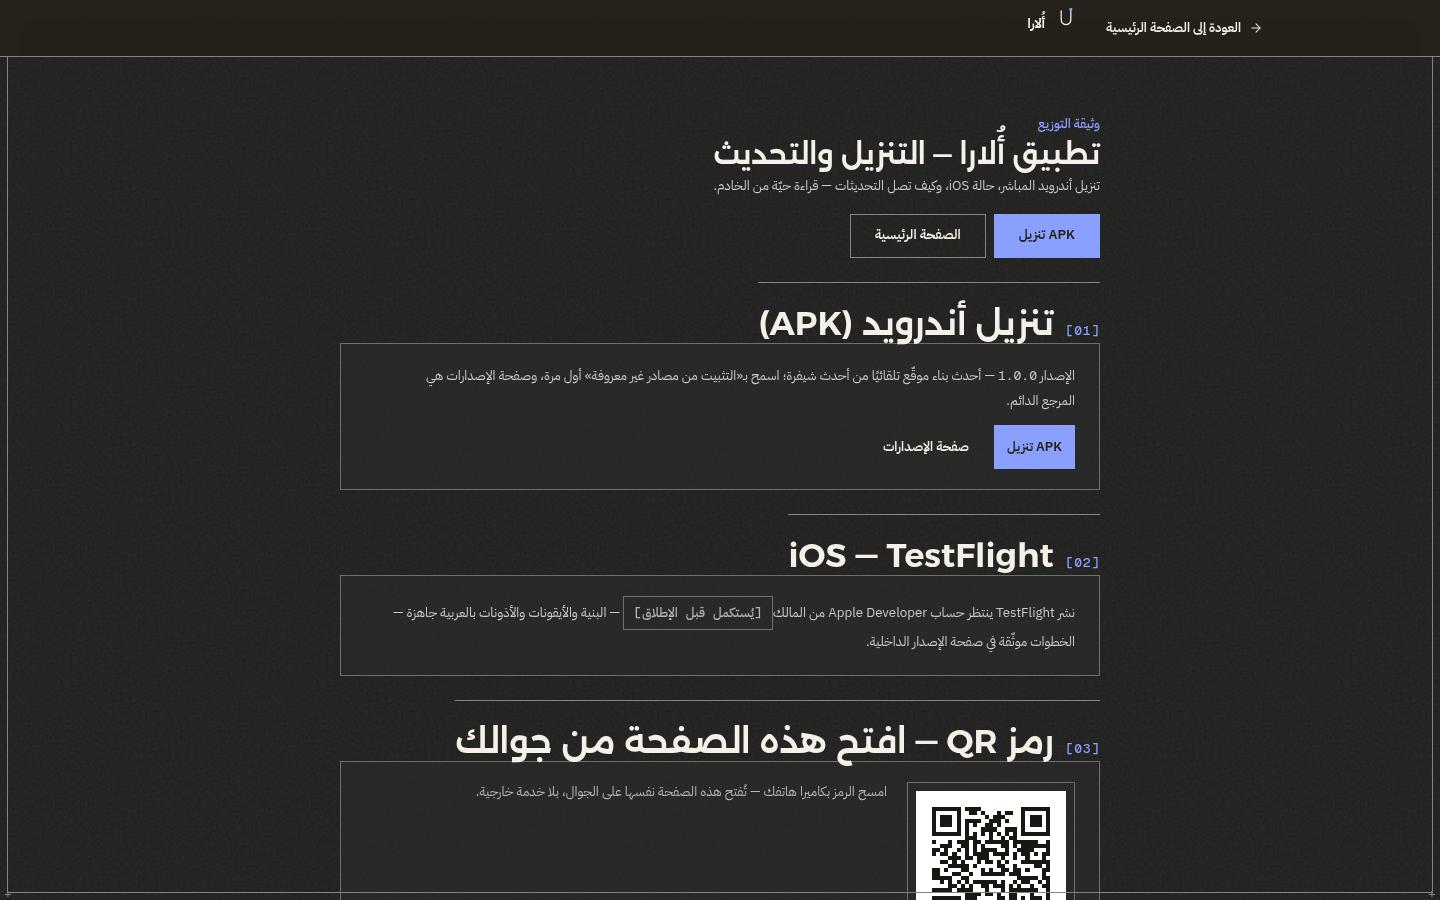 العودة إلى الصفحة الرئيسية
ألارا
وثيقة التوزيع
تطبيق ألارا — التنزيل والتحديث
تنزيل أندرويد المباشر، حالة iOS، وكيف تصل التحديثات — قراءة حيّة من الخادم.
تنزيل APK
الصفحة الرئيسية
[01] تنزيل أندرويد (APK)
الإصدار 1.0.0 — أحدث بناء موقّع تلقائيًا من أحدث شيفرة؛ اسمح بـ«التثبيت من مصادر غير معروفة» أول مرة، وصفحة الإصدارات هي
المرجع الدائم.
تنزيل APK
صفحة الإصدارات
[02] iOS — TestFlight
نشر TestFlight ينتظر حساب Apple Developer من المالك [يُستكمل قبل الإطلاق] — البنية والأيقونات والأذونات بالعربية جاهزة —
الخطوات موثّقة في صفحة الإصدار الداخلية.
[03] رمز QR — افتح هذه الصفحة من جوالك
امسح الرمز بكاميرا هاتفك — تُفتح هذه الصفحة نفسها على الجوال، بلا خدمة خارجية.